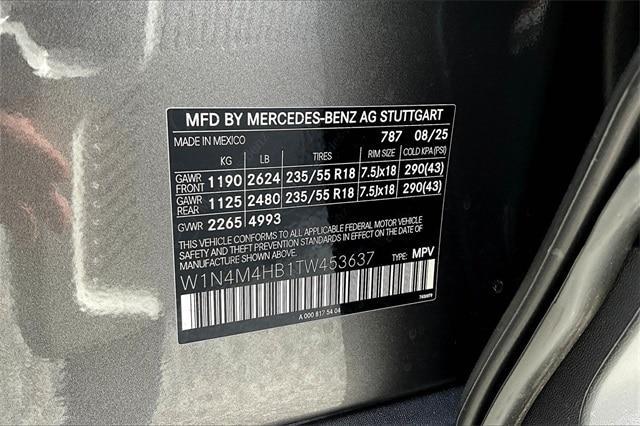 MFD BY MERCEDES-BENZ AG STUTTGART
MADE IN MEXICO 787 08/25
KG LB TIRES RIM SIZE COLD KPA (PSI)
GAWR FRONT 1190 2624 235/55 R18 7.5Jx18 290(43)
GAWR REAR 1125 2480 235/55 R18 7.5Jx18 290(43)
GVWR 2265 4993
THIS VEHICLE CONFORMS TO ALL APPLICABLE FEDERAL MOTOR VEHICLE
SAFETY AND THEFT PREVENTION STANDARDS IN EFFECT ON THE DATE OF
MANUFACTURE SHOWN ABOVE.
W1N4M4HB1TW453637 TYPE: MPV
A 000 817 54 04